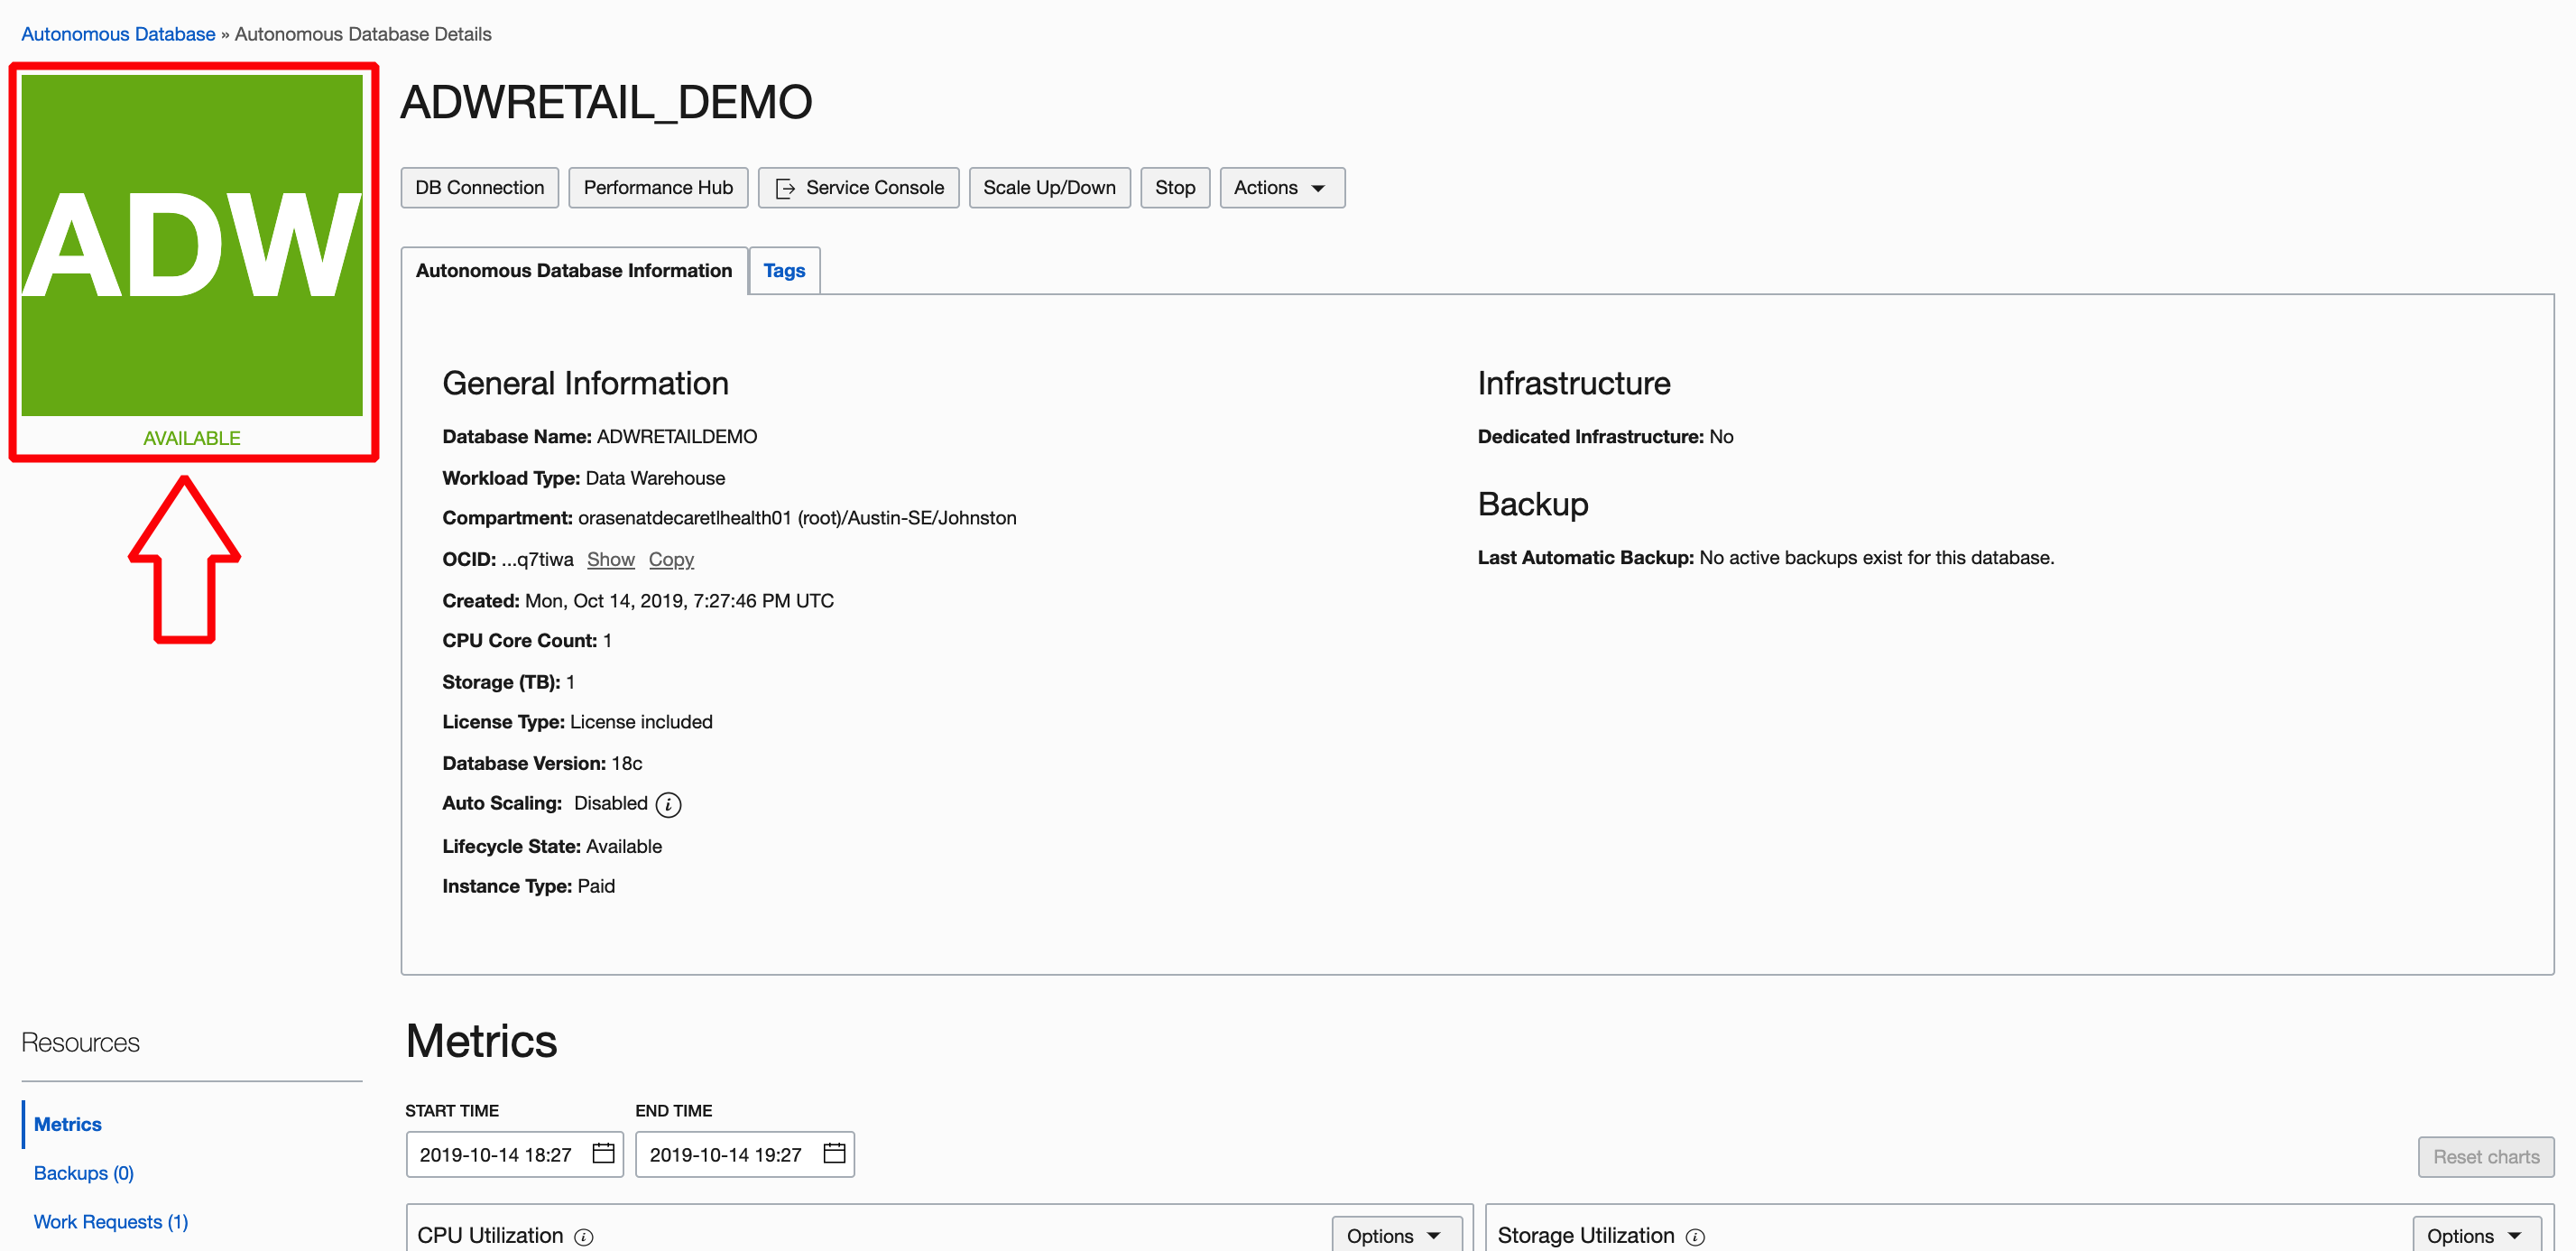 Autonomous Database » Autonomous Database Details
ADW
AVAILABLE
ADWRETAIL_DEMO
DB Connection Performance Hub Service Console Scale Up/Down Stop Actions
Autonomous Database Information Tags
General Information
Database Name: ADWRETAILDEMO
Workload Type: Data Warehouse
Compartment: orasenatdecaretlhealth01 (root)/Austin-SE/Johnston
OCID: ...q7tiwa Show Copy
Created: Mon, Oct 14, 2019, 7:27:46 PM UTC
CPU Core Count: 1
Storage (TB): 1
License Type: License included
Database Version: 18c
Auto Scaling: Disabled
Lifecycle State: Available
Instance Type: Paid
Infrastructure
Dedicated Infrastructure: No
Backup
Last Automatic Backup: No active backups exist for this database.
Resources
Metrics
Backups (0)
Work Requests (1)
Metrics
START TIME END TIME
2019-10-14 18:27 2019-10-14 19:27
Reset charts
CPU Utilization Options
Storage Utilization Options